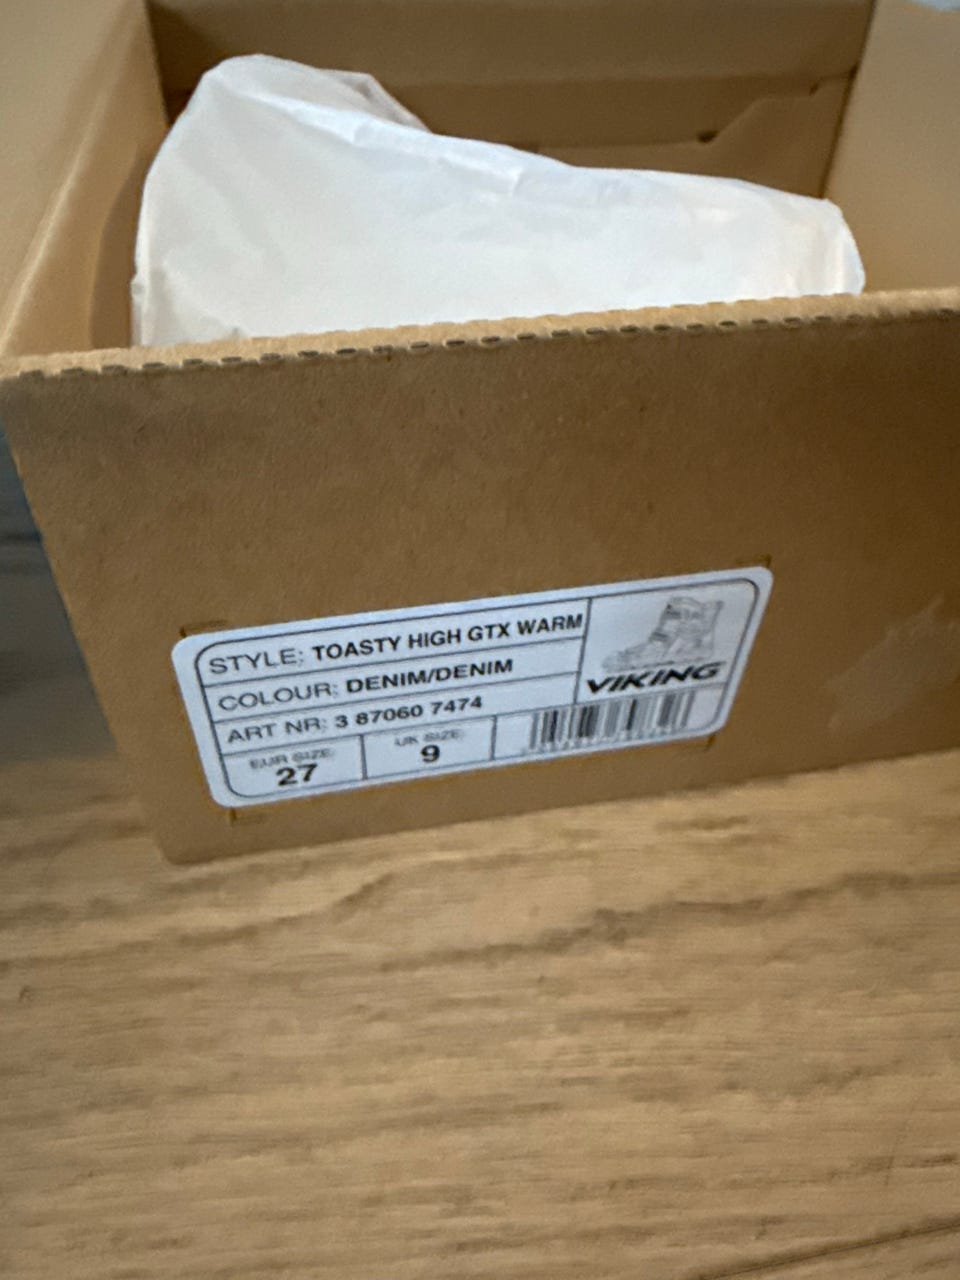 STYLE: TOASTY HIGH GTX WARM
COLOUR: DENIM/DENIM
ART NR: 3 87060 7474
EUR SIZE
27
UK SIZE
9
VIKING